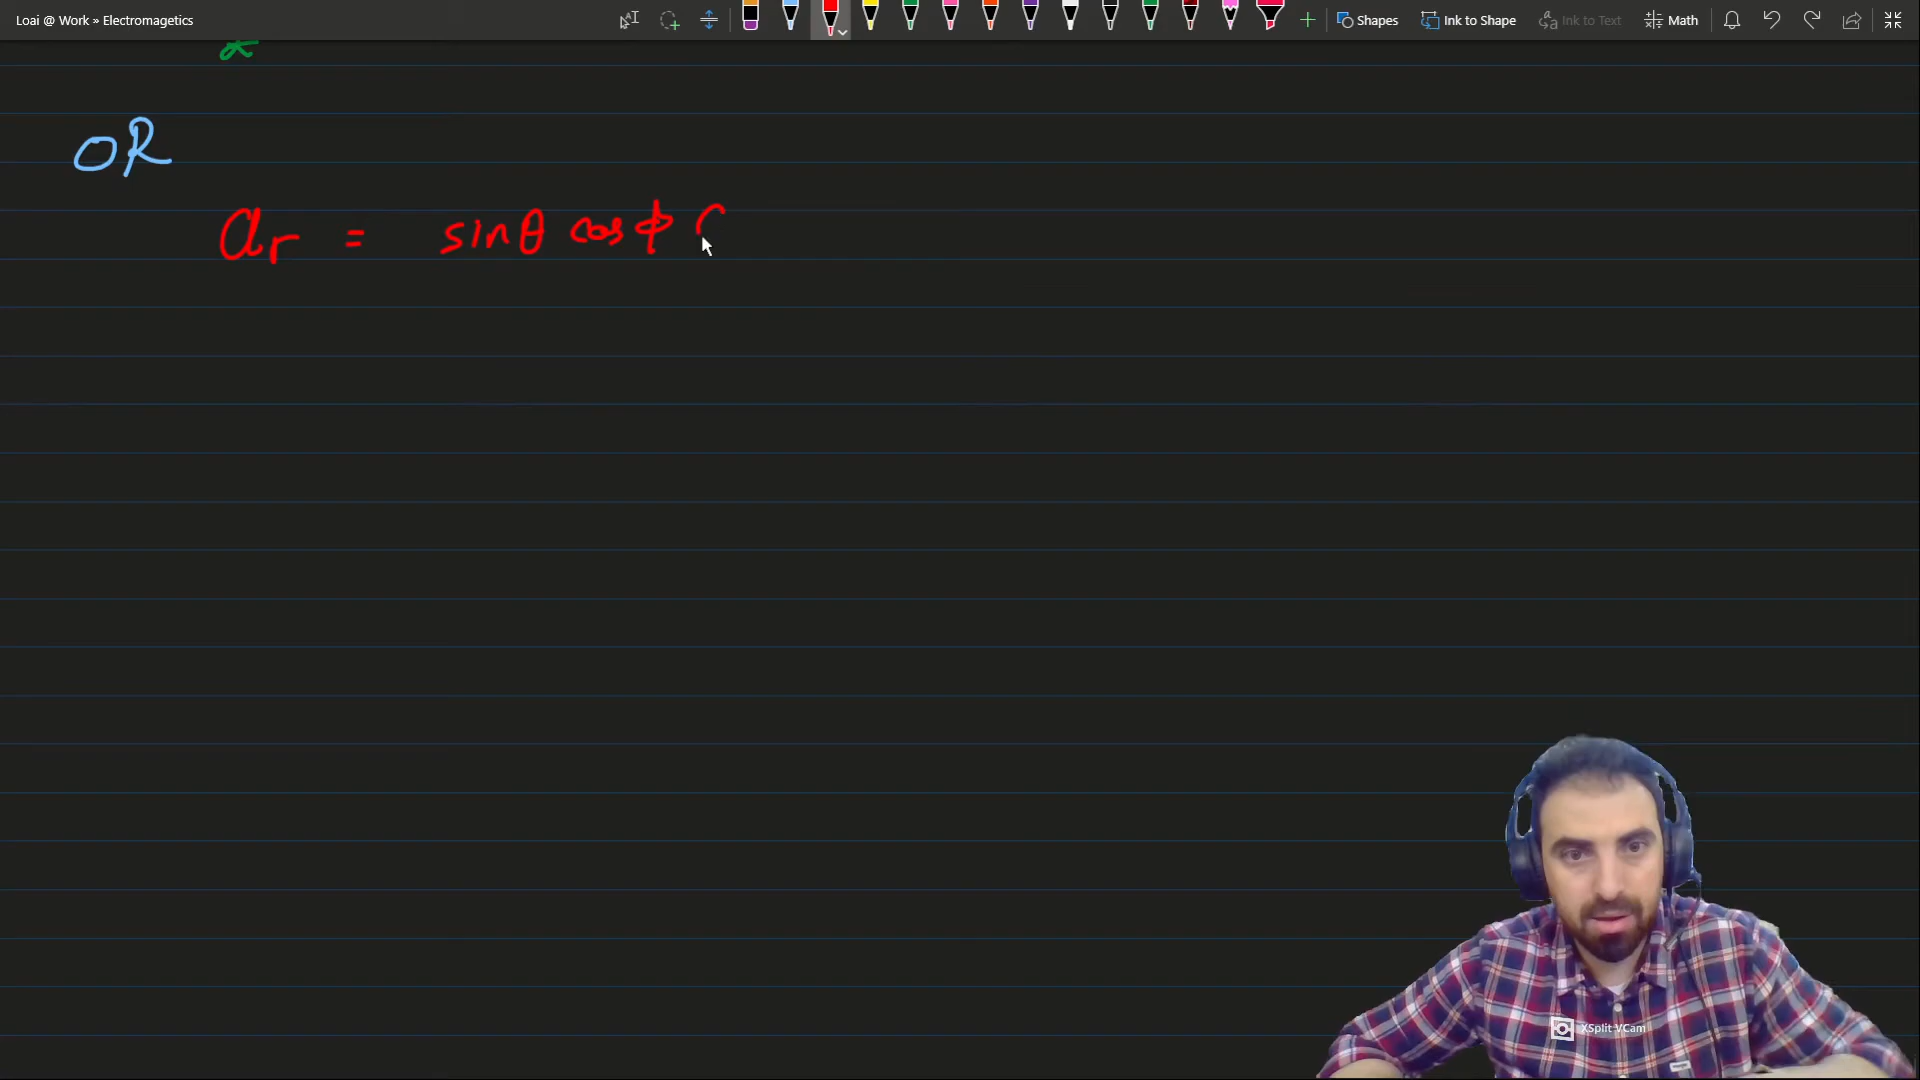 Loai @ Work » Electromagetics Shapes Ink to Shape Ink to Text Math
OR
ar = sinθ cosϕ
XSplit VCam